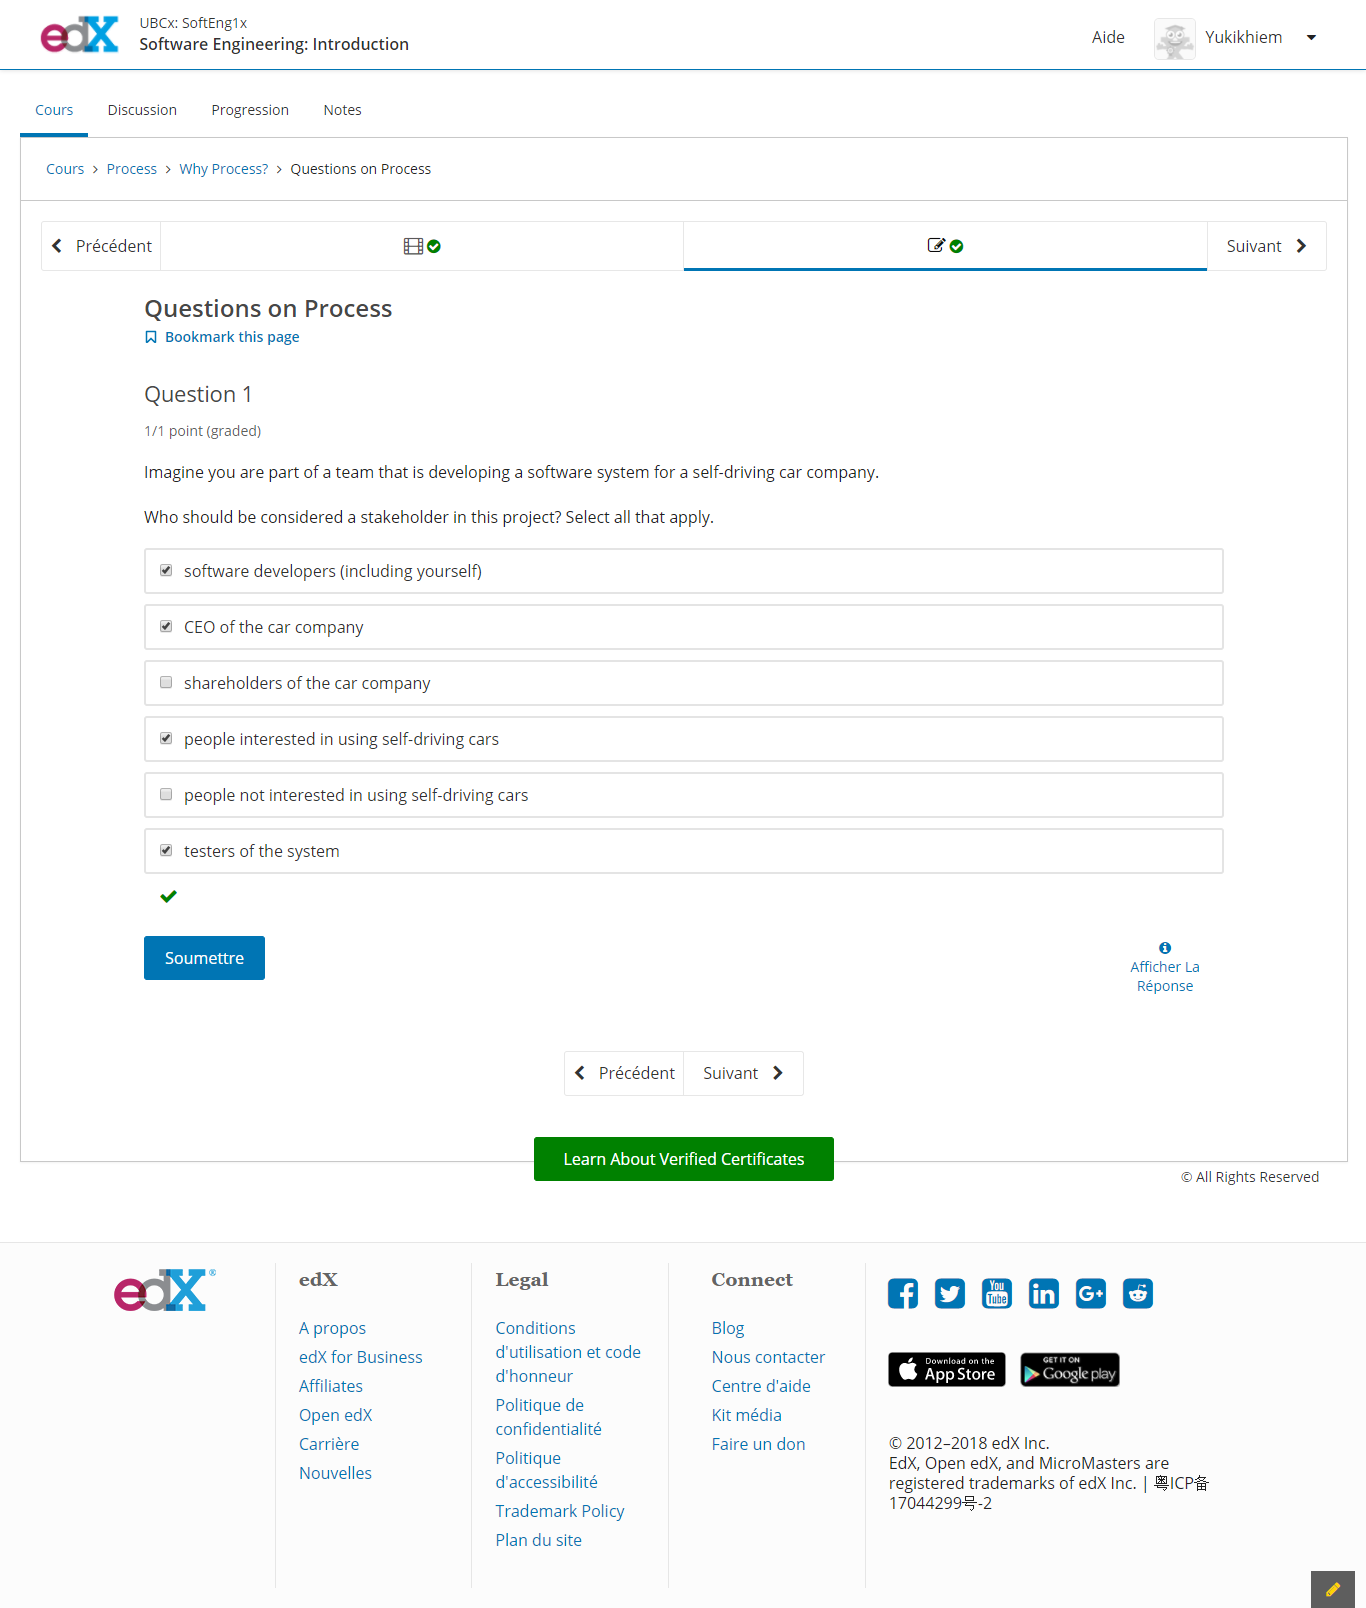 edX
UBCx: SoftEng1x
Software Engineering: Introduction
Aide
Yukikhiem
Cours
Discussion
Progression
Notes
Cours > Process > Why Process? > Questions on Process
Précédent
Suivant
Questions on Process
Bookmark this page
Question 1
1/1 point (graded)
Imagine you are part of a team that is developing a software system for a self-driving car company.
Who should be considered a stakeholder in this project? Select all that apply.
software developers (including yourself)
CEO of the car company
shareholders of the car company
people interested in using self-driving cars
people not interested in using self-driving cars
testers of the system
Soumettre
Afficher La
Réponse
Précédent
Suivant
Learn About Verified Certificates
© All Rights Reserved
edX®
edX
A propos
edX for Business
Affiliates
Open edX
Carrière
Nouvelles
Legal
Conditions
d'utilisation et code
d'honneur
Politique de
confidentialité
Politique
d'accessibilité
Trademark Policy
Plan du site
Connect
Blog
Nous contacter
Centre d'aide
Kit média
Faire un don
You
Tube
in
G+
Download on the
App Store
GET IT ON
Google play
© 2012–2018 edX Inc.
EdX, Open edX, and MicroMasters are
registered trademarks of edX Inc. | 粤ICP备
17044299号-2